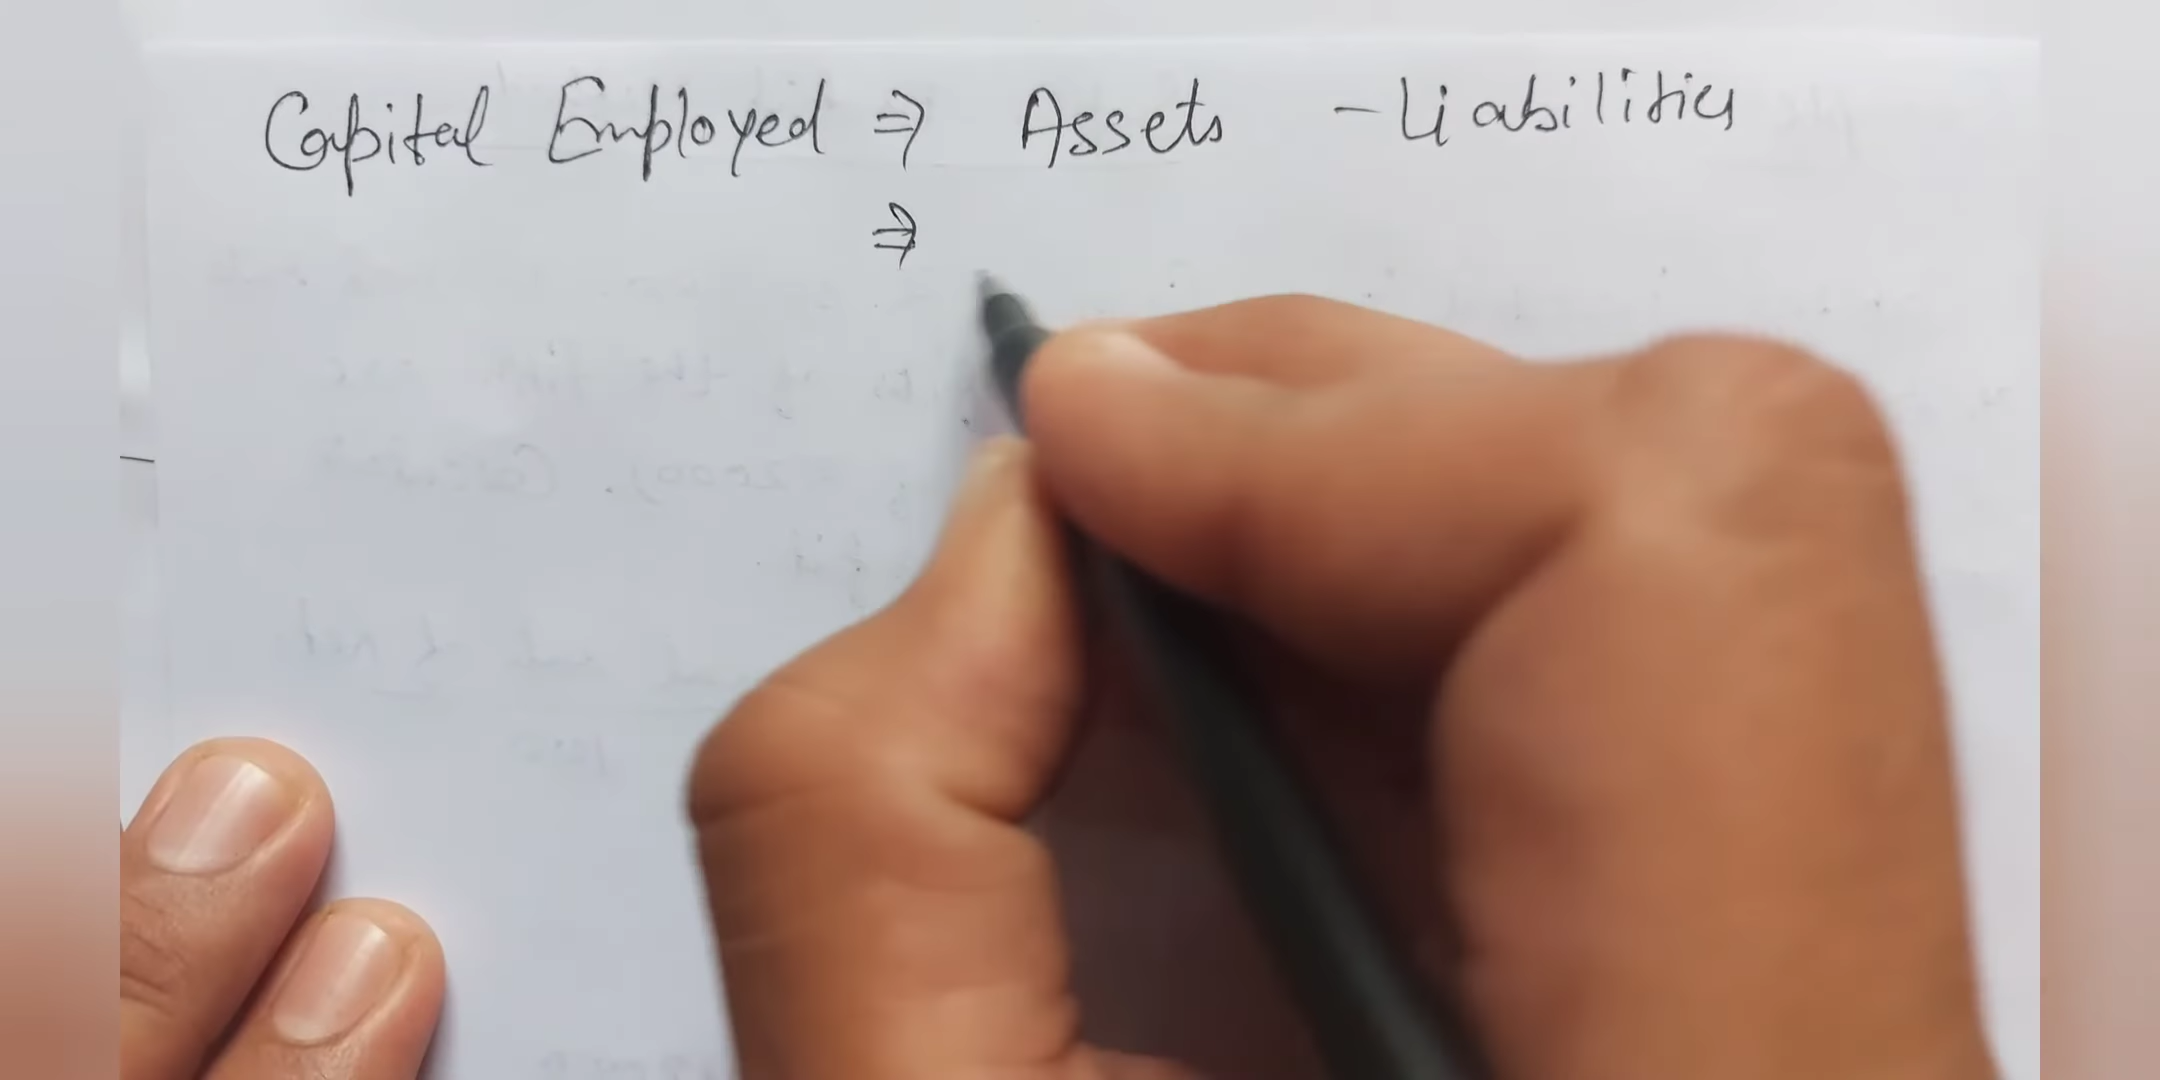 Capital Employed ⇒ Assets - Liabilities
⇒